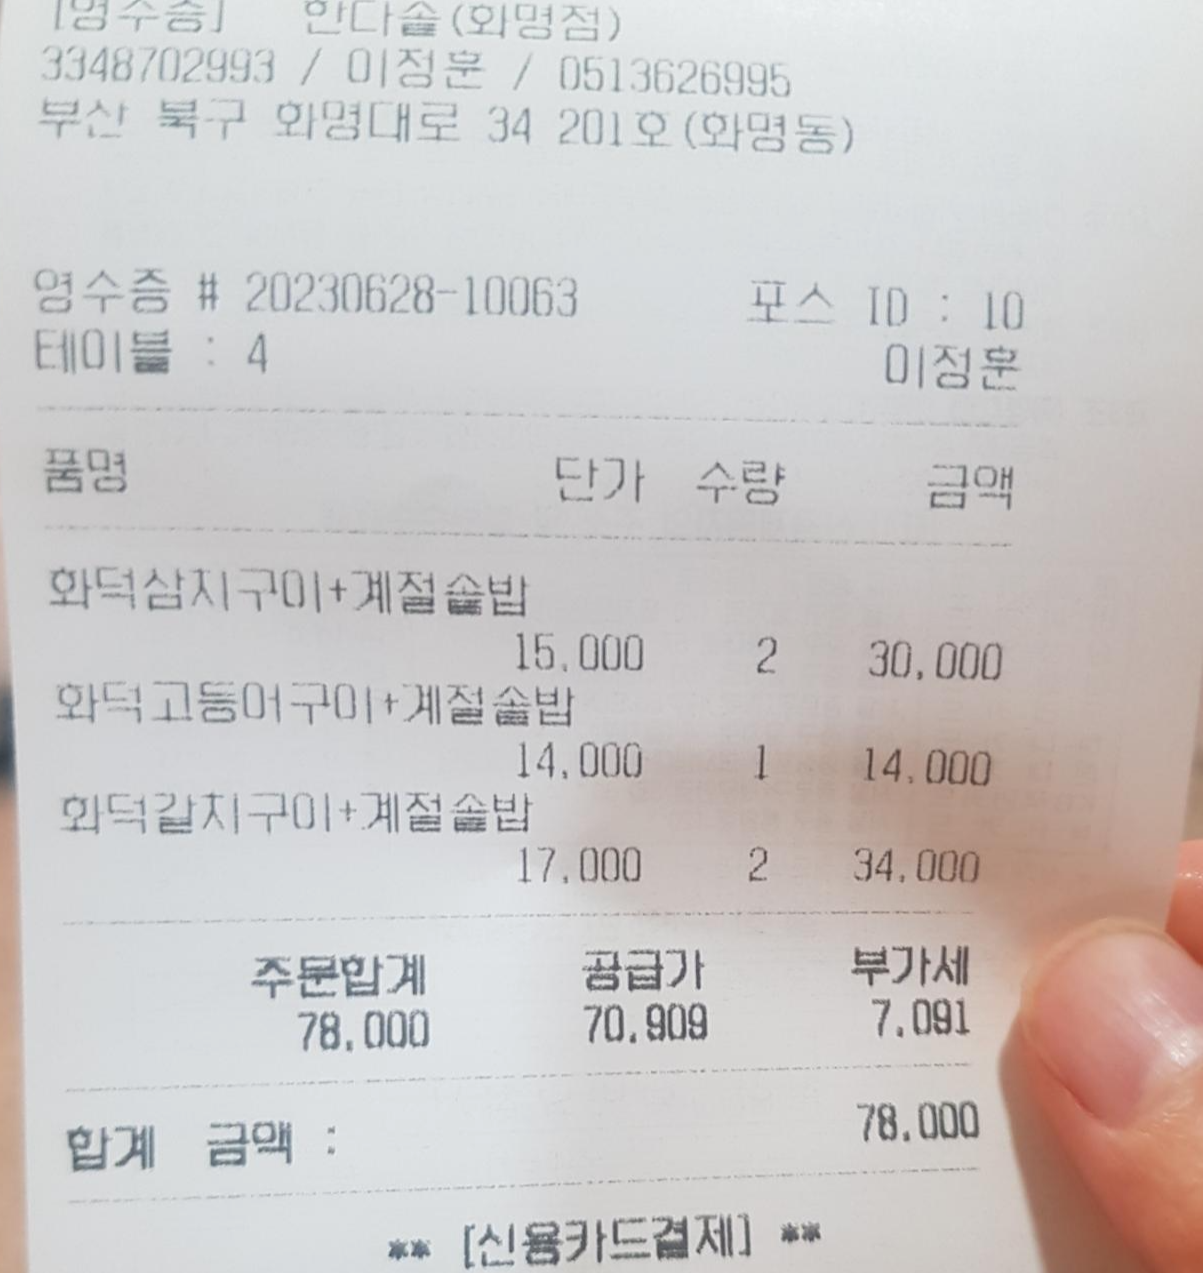 [영수증] 한다솥(화명점)
3348702993 / 이정훈 / 0513626995
부산 북구 화명대로 34 201호(화명동)
영수증 # 20230628-10063 포스 ID : 10
테이블 : 4 이정훈
품명 단가 수량 금액
화덕삼치구이+계절솥밥
15,000 2 30,000
화덕고등어구이+계절솥밥
14,000 1 14,000
화덕갈치구이+계절솥밥
17,000 2 34,000
주문합계 공급가 부가세
78,000 70,909 7,091
합계 금액 : 78,000
** [신용카드결제] **